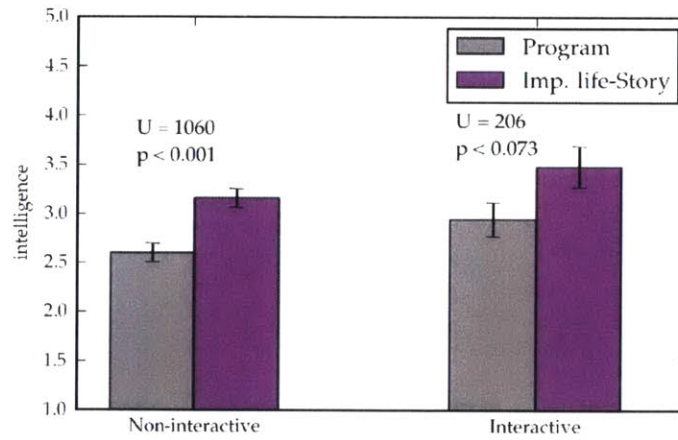 5.0
4.5
4.0
3.5
3.0
2.5
2.0
1.5
1.0
intelligence
Program
Imp. life-Story
U = 1060
p < 0.001
U = 206
p < 0.073
Non-interactive
Interactive